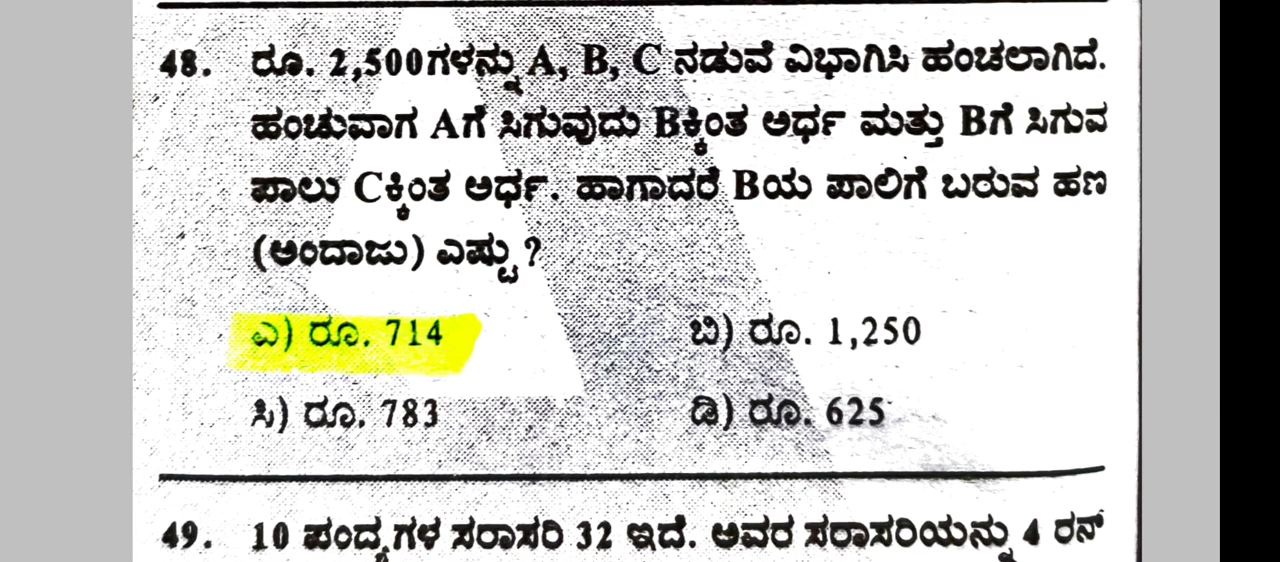 48. ರೂ. 2,500ಗಳನ್ನು A, B, C ನಡುವೆ ವಿಭಾಗಿಸಿ ಹಂಚಲಾಗಿದೆ.
ಹಂಚುವಾಗ Aಗೆ ಸಿಗುವುದು Bಕ್ಕಿಂತ ಅರ್ಧ ಮತ್ತು Bಗೆ ಸಿಗುವ
ಪಾಲು Cಕ್ಕಿಂತ ಅರ್ಧ. ಹಾಗಾದರೆ Bಯ ಪಾಲಿಗೆ ಬರುವ ಹಣ
(ಅಂದಾಜು) ಎಷ್ಟು?
ಎ) ರೂ. 714 ಬಿ) ರೂ. 1,250
ಸಿ) ರೂ. 783 ಡಿ) ರೂ. 625
49. 10 ಪಂದ್ಯಗಳ ಸರಾಸರಿ 32 ಇದೆ. ಅವರ ಸರಾಸರಿಯನ್ನು 4 ರನ್